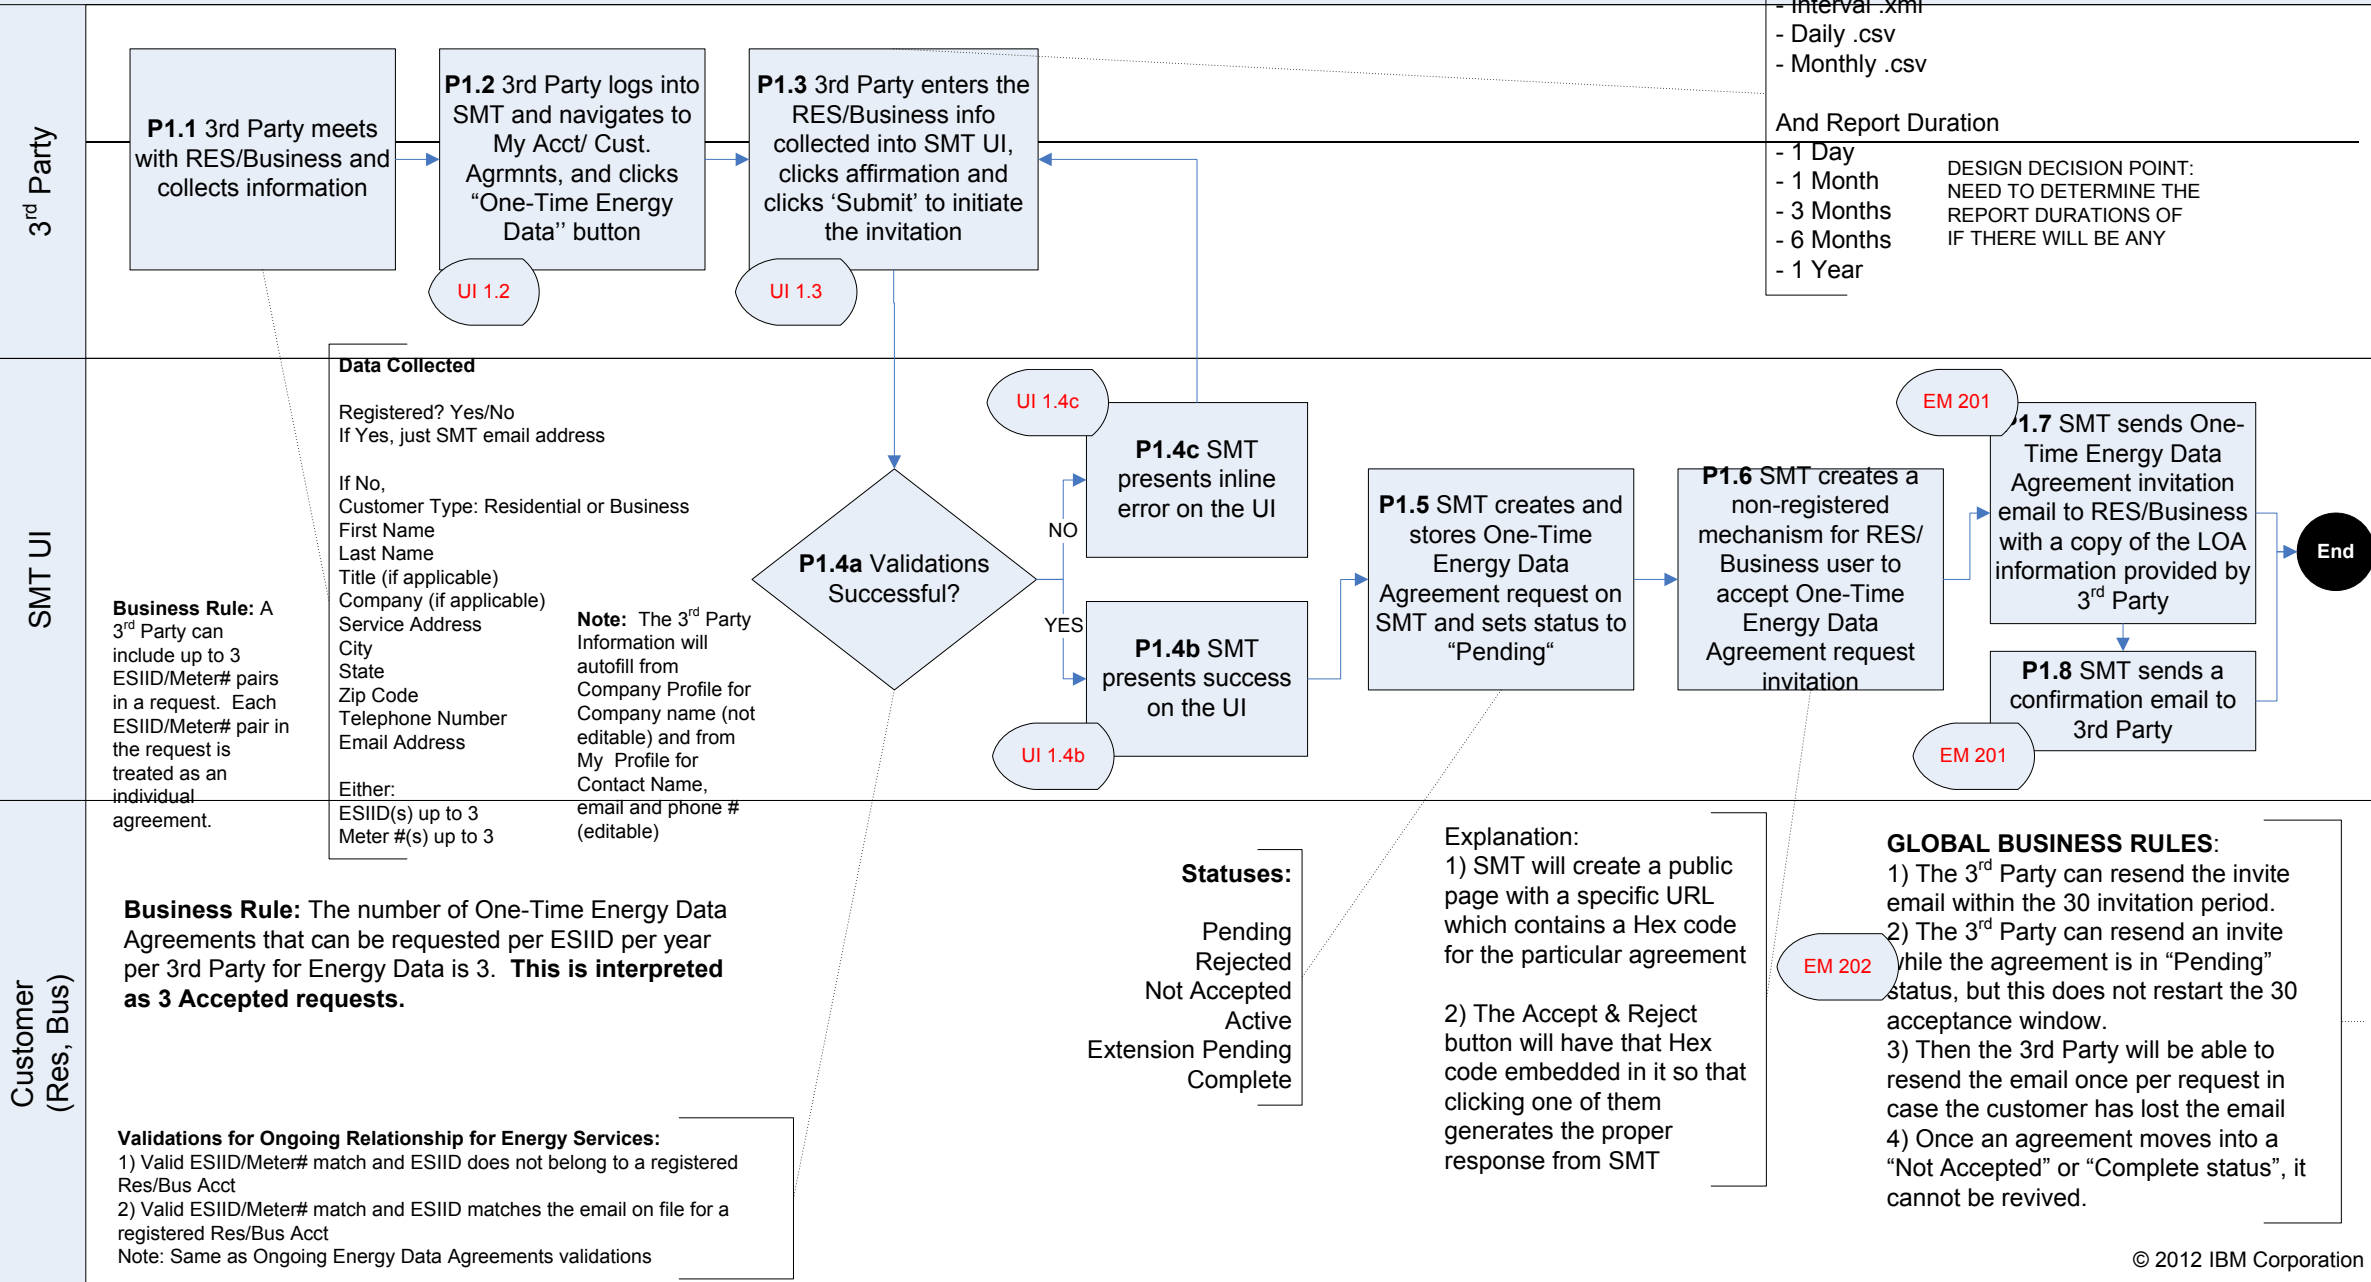 - Interval .xml
- Daily .csv
- Monthly .csv
And Report Duration
- 1 Day
- 1 Month
- 3 Months
- 6 Months
- 1 Year
DESIGN DECISION POINT:
NEED TO DETERMINE THE
REPORT DURATIONS OF
IF THERE WILL BE ANY
3rd Party
P1.1 3rd Party meets
with RES/Business and
collects information
P1.2 3rd Party logs into
SMT and navigates to
My Acct/ Cust.
Agrmnts, and clicks
“One-Time Energy
Data’’ button
UI 1.2
P1.3 3rd Party enters the
RES/Business info
collected into SMT UI,
clicks affirmation and
clicks ‘Submit’ to initiate
the invitation
UI 1.3
SMT UI
Business Rule: A
3rd Party can
include up to 3
ESIID/Meter# pairs
in a request. Each
ESIID/Meter# pair in
the request is
treated as an
individual
agreement.
Data Collected
Registered? Yes/No
If Yes, just SMT email address
If No,
Customer Type: Residential or Business
First Name
Last Name
Title (if applicable)
Company (if applicable)
Service Address
City
State
Zip Code
Telephone Number
Email Address
Either:
ESIID(s) up to 3
Meter #(s) up to 3
Note: The 3rd Party
Information will
autofill from
Company Profile for
Company name (not
editable) and from
My Profile for
Contact Name,
email and phone #
(editable)
P1.4a Validations
Successful?
NO
YES
UI 1.4c
P1.4c SMT
presents inline
error on the UI
P1.4b SMT
presents success
on the UI
UI 1.4b
P1.5 SMT creates and
stores One-Time
Energy Data
Agreement request on
SMT and sets status to
“Pending“
P1.6 SMT creates a
non-registered
mechanism for RES/
Business user to
accept One-Time
Energy Data
Agreement request
invitation
EM 201
P1.7 SMT sends One-
Time Energy Data
Agreement invitation
email to RES/Business
with a copy of the LOA
information provided by
3rd Party
P1.8 SMT sends a
confirmation email to
3rd Party
EM 201
End
Customer
(Res, Bus)
Business Rule: The number of One-Time Energy Data
Agreements that can be requested per ESIID per year
per 3rd Party for Energy Data is 3. This is interpreted
as 3 Accepted requests.
Validations for Ongoing Relationship for Energy Services:
1) Valid ESIID/Meter# match and ESIID does not belong to a registered
Res/Bus Acct
2) Valid ESIID/Meter# match and ESIID matches the email on file for a
registered Res/Bus Acct
Note: Same as Ongoing Energy Data Agreements validations
Statuses:
Pending
Rejected
Not Accepted
Active
Extension Pending
Complete
Explanation:
1) SMT will create a public
page with a specific URL
which contains a Hex code
for the particular agreement
2) The Accept & Reject
button will have that Hex
code embedded in it so that
clicking one of them
generates the proper
response from SMT
EM 202
GLOBAL BUSINESS RULES:
1) The 3rd Party can resend the invite
email within the 30 invitation period.
2) The 3rd Party can resend an invite
while the agreement is in “Pending”
status, but this does not restart the 30
acceptance window.
3) Then the 3rd Party will be able to
resend the email once per request in
case the customer has lost the email
4) Once an agreement moves into a
“Not Accepted” or “Complete status”, it
cannot be revived.
© 2012 IBM Corporation